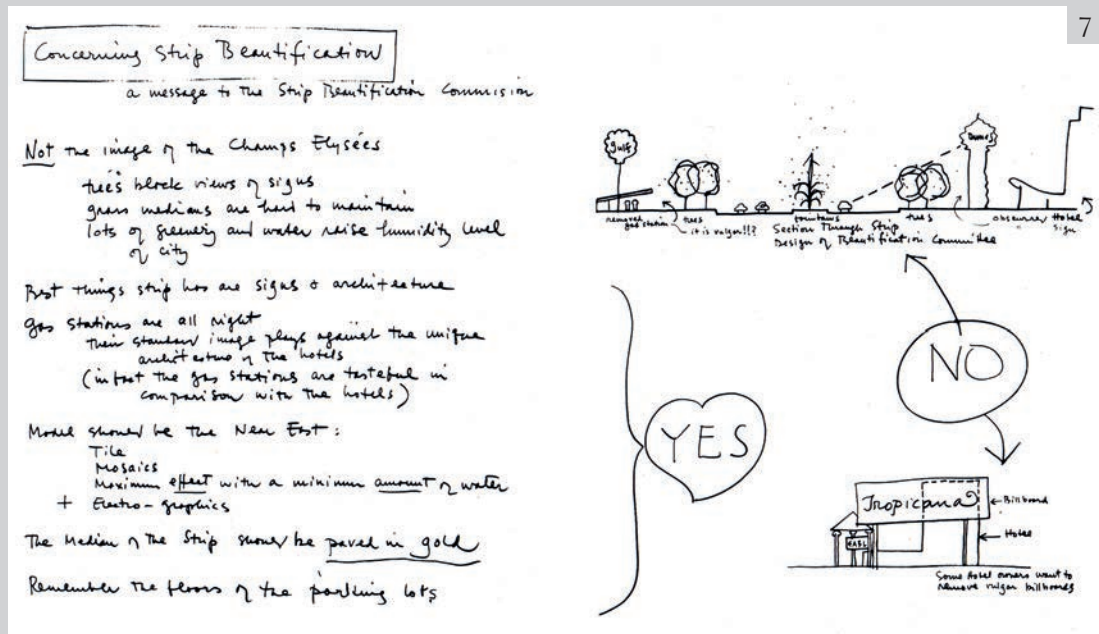 7
Concerning Strip Beautification
a message to the Strip Beautification Commision
Not the image of the Champs Elysées
trees block views of signs
grass medians are hard to maintain
lots of greenery and water raise humidity level
of city
Best things strip has are signs & architecture
Gas stations are all right
their standard image plays against the unique
architecture of the hotels
(in fact the gas stations are tasteful in
comparison with the hotels)
Model should be the Near East:
Tile
Mosaics
Maximum effect with a minimum amount of water
+ Electro-graphics
The Median of the Strip should be paved in gold
Remember the floors of the parking lots
Gulf
Dunes
removed
gas station
trees
it is vulgar!!?
fountains
trees
Hotel
sign
Section Through Strip
Design of Beautification Committee
NO
YES
Tropicana
Billboard
Hotel
Some Hotel owners want to
remove vulgar billboards